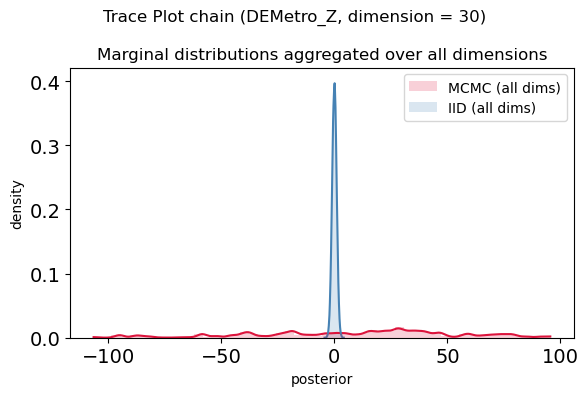 Trace Plot chain (DEMetro_Z, dimension = 30)
Marginal distributions aggregated over all dimensions
MCMC (all dims)
IID (all dims)
density
0.4
0.3
0.2
0.1
0.0
−100
−50
0
50
100
posterior